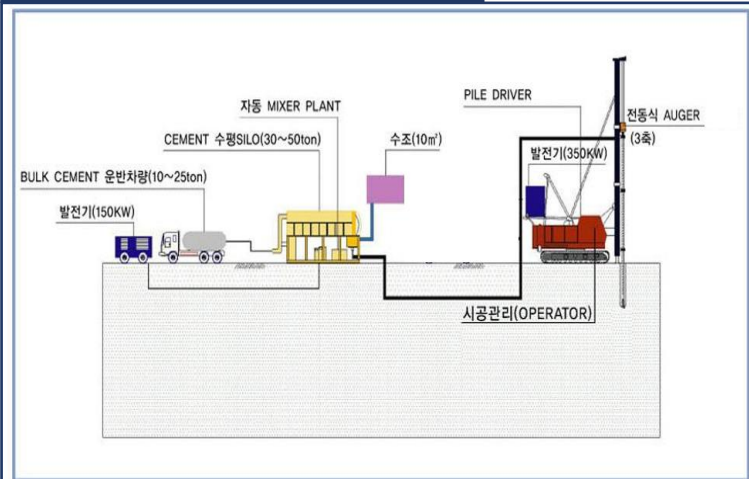 자동 MIXER PLANT
PILE DRIVER
전동식 AUGER
(3축)
CEMENT 수평SILO(30~50ton)
수조(10㎥)
발전기(350KW)
BULK CEMENT 운반차량(10~25ton)
발전기(150KW)
시공관리(OPERATOR)